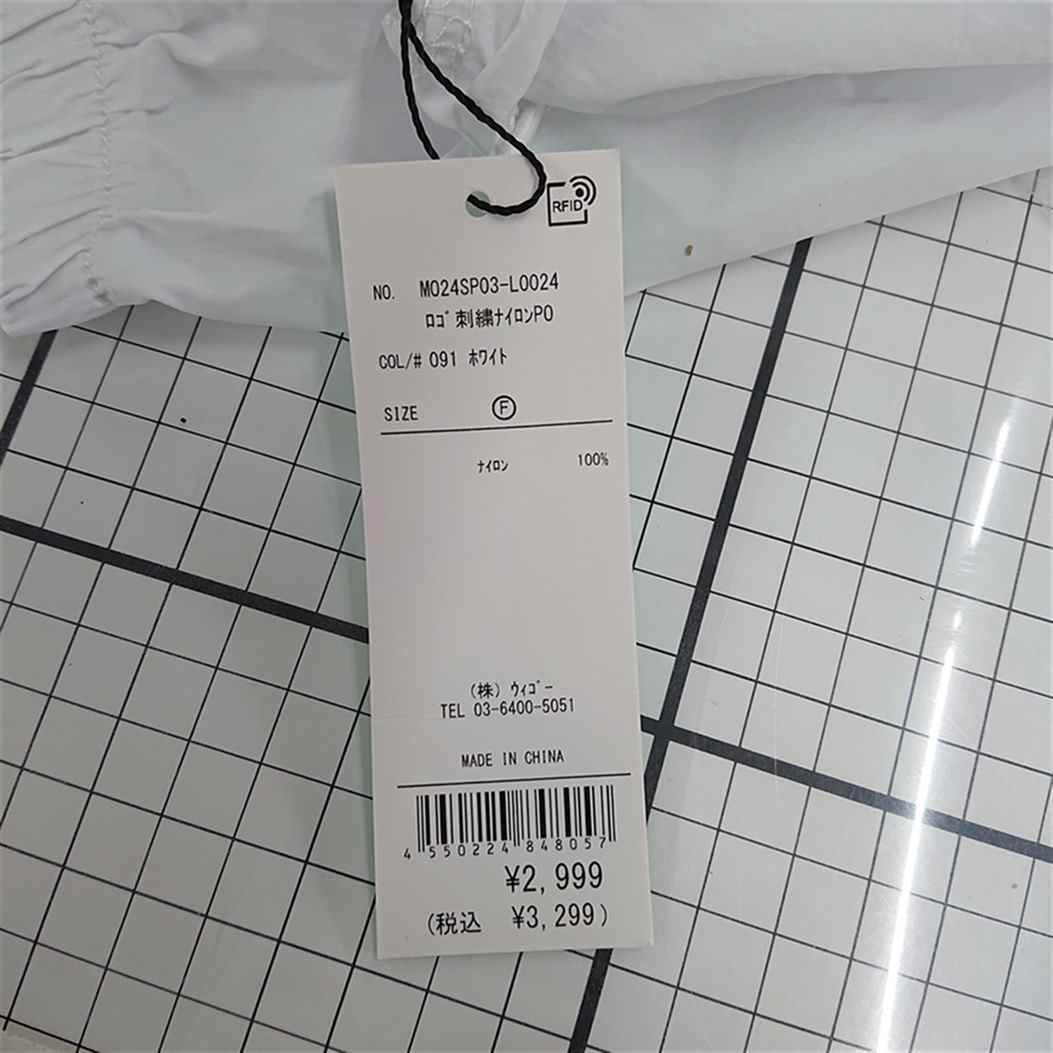 RFID
NO. MO24SP03-L0024
ﾛｺﾞ刺繍ﾅｲﾛﾝPO
COL/# 091 ﾎﾜｲﾄ
SIZE Ⓕ
ﾅｲﾛﾝ 100%
(株) ｳｨｺﾞｰ
TEL 03-6400-5051
MADE IN CHINA
4 550224 848057
¥2,999
(税込 ¥3,299)